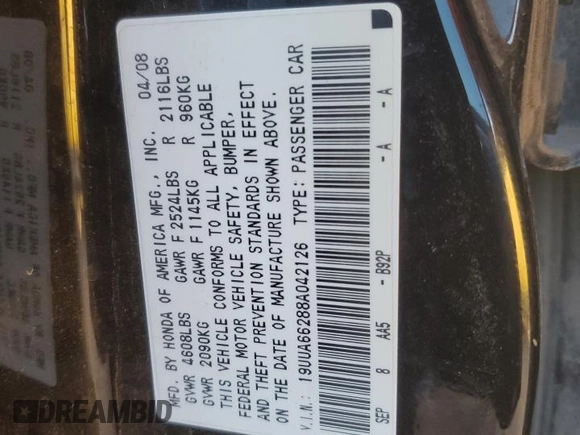 MFD. BY HONDA OF AMERICA MFG., INC. 04/08
GVWR 4608LBS GAWR F 2524LBS R 2116LBS
GVWR 2090KG GAWR F 1145KG R 960KG
THIS VEHICLE CONFORMS TO ALL APPLICABLE
FEDERAL MOTOR VEHICLE SAFETY, BUMPER,
AND THEFT PREVENTION STANDARDS IN EFFECT
ON THE DATE OF MANUFACTURE SHOWN ABOVE.
V.I.N.: 19UUA66288A042126 TYPE: PASSENGER CAR
SEP 8 AA5 -B92P -A -A
DREAMBID